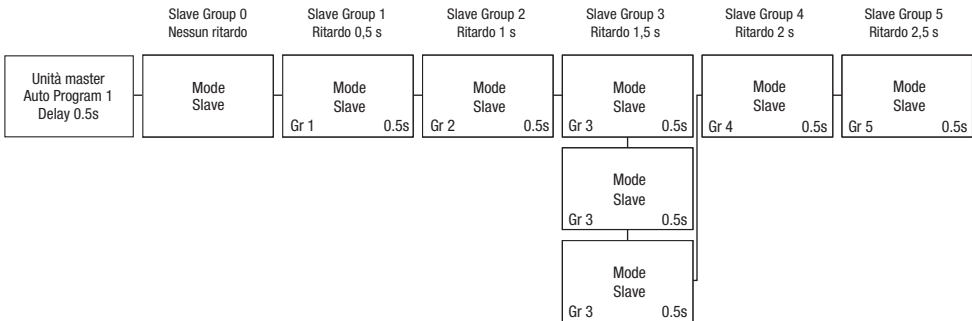 Slave Group 0
Nessun ritardo
Slave Group 1
Ritardo 0,5 s
Slave Group 2
Ritardo 1 s
Slave Group 3
Ritardo 1,5 s
Slave Group 4
Ritardo 2 s
Slave Group 5
Ritardo 2,5 s
Unità master
Auto Program 1
Delay 0.5s
Mode
Slave
Mode
Slave
Gr 1 0.5s
Mode
Slave
Gr 2 0.5s
Mode
Slave
Gr 3 0.5s
Mode
Slave
Gr 4 0.5s
Mode
Slave
Gr 5 0.5s
Mode
Slave
Gr 3 0.5s
Mode
Slave
Gr 3 0.5s